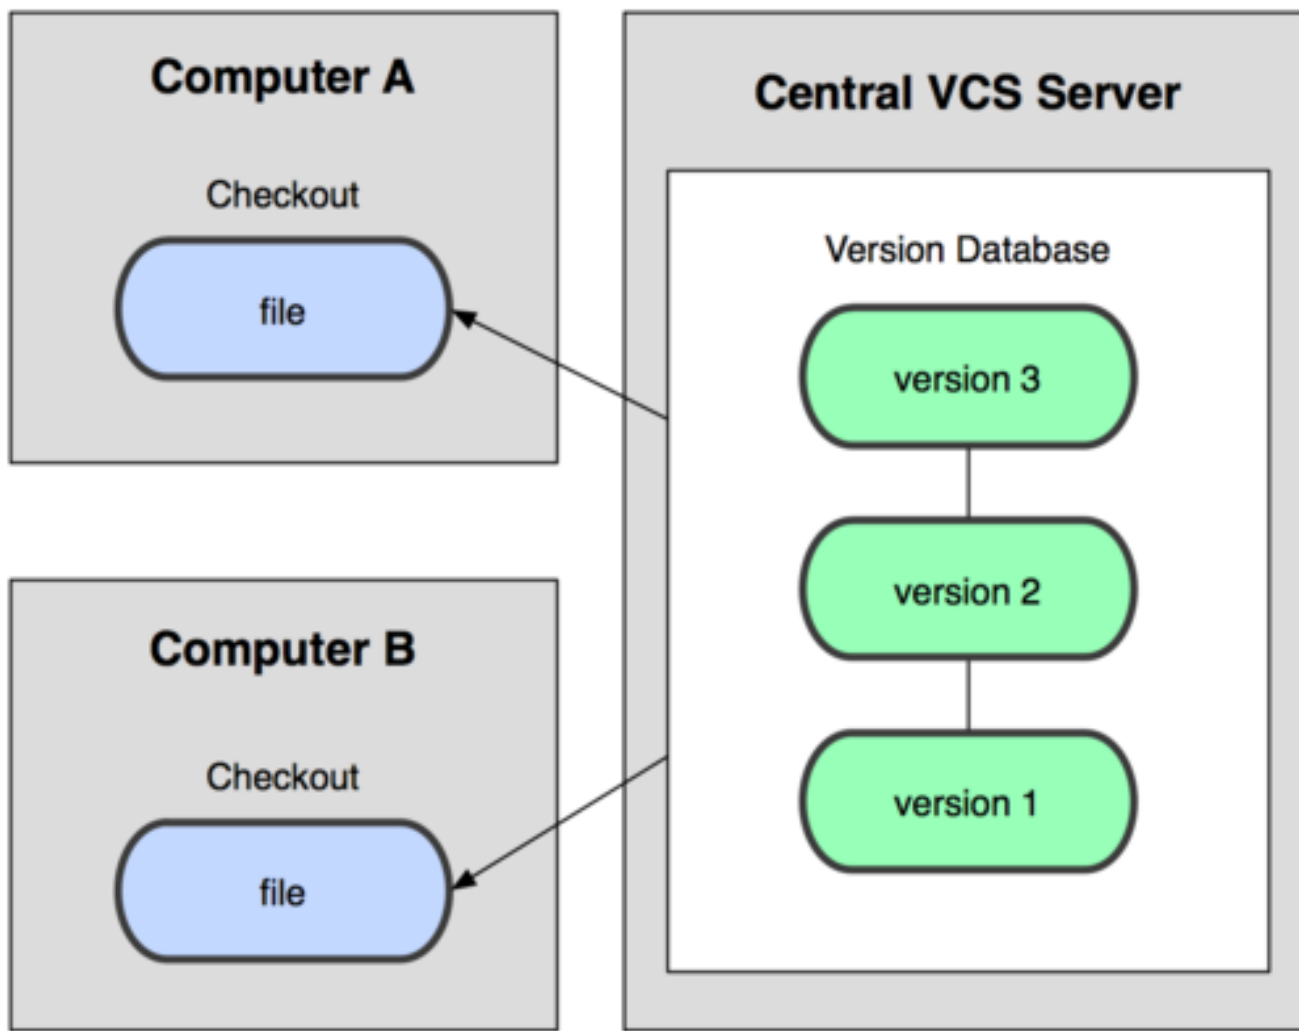 Computer A
Checkout
file
Computer B
Checkout
file
Central VCS Server
Version Database
version 3
version 2
version 1